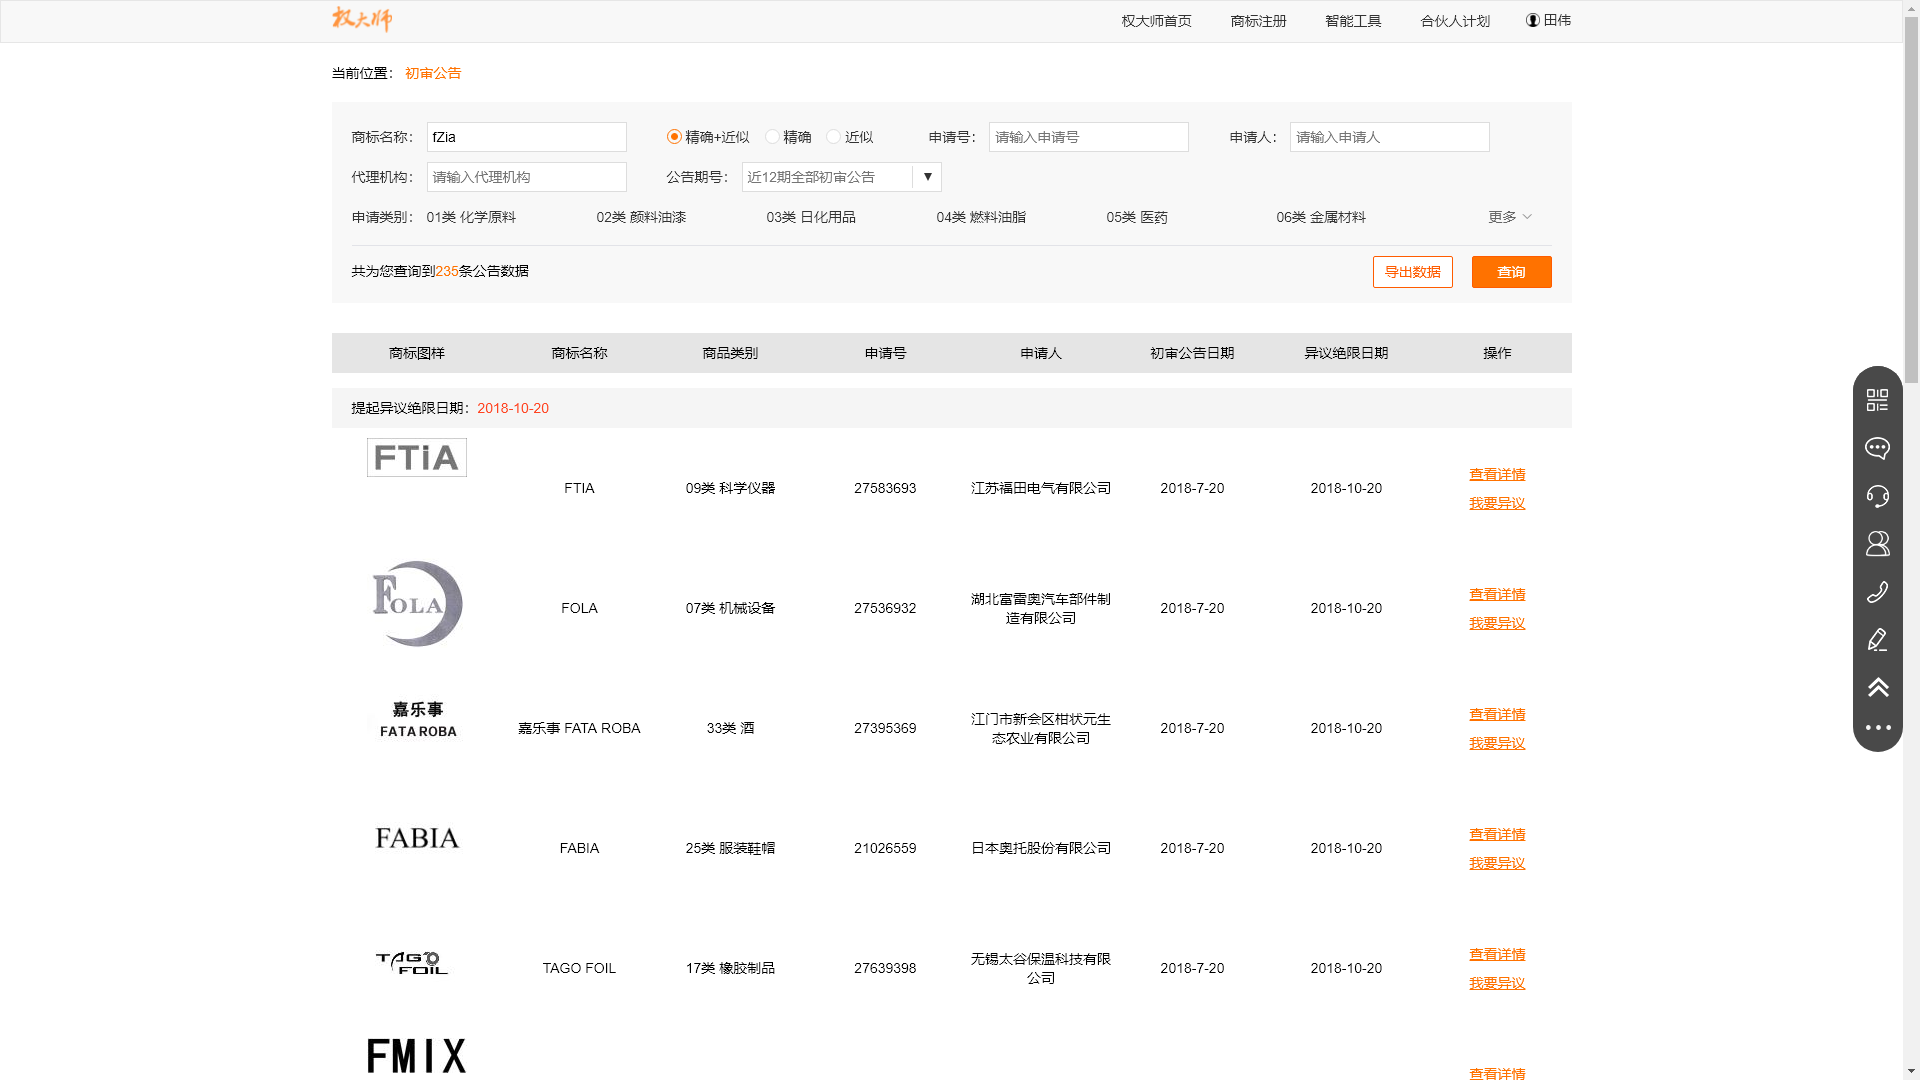 权大师 权大师首页 商标注册 智能工具 合伙人计划 田伟
当前位置： 初审公告
商标名称： fZia 精确+近似 精确 近似 申请号： 请输入申请号 申请人： 请输入申请人
代理机构： 请输入代理机构 公告期号： 近12期全部初审公告 ▼
申请类别： 01类 化学原料 02类 颜料油漆 03类 日化用品 04类 燃料油脂 05类 医药 06类 金属材料 更多
共为您查询到235条公告数据 导出数据 查询
商标图样 商标名称 商品类别 申请号 申请人 初审公告日期 异议绝限日期 操作
提起异议绝限日期：2018-10-20
FTiA
FTIA 09类 科学仪器 27583693 江苏福田电气有限公司 2018-7-20 2018-10-20 查看详情
我要异议
FOLA
FOLA 07类 机械设备 27536932 湖北富雷奥汽车部件制
造有限公司 2018-7-20 2018-10-20 查看详情
我要异议
嘉乐事
FATA ROBA
嘉乐事 FATA ROBA 33类 酒 27395369 江门市新会区柑状元生
态农业有限公司 2018-7-20 2018-10-20 查看详情
我要异议
FABIA
FABIA 25类 服装鞋帽 21026559 日本奥托股份有限公司 2018-7-20 2018-10-20 查看详情
我要异议
TAGO
FOIL
TAGO FOIL 17类 橡胶制品 27639398 无锡太谷保温科技有限
公司 2018-7-20 2018-10-20 查看详情
我要异议
FMIX
查看详情